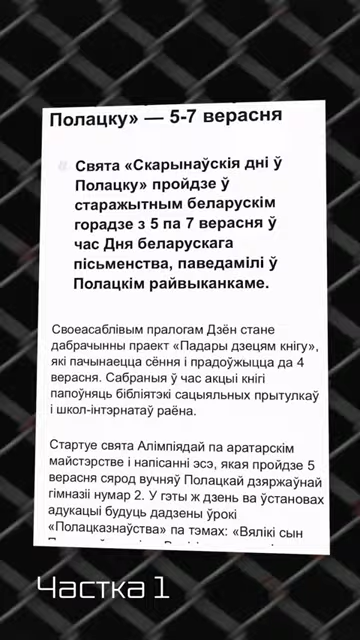 Полацку» — 5-7 верасня
Свята «Скарынаўскія дні ў
Полацку» пройдзе ў
старажытным беларускім
горадзе з 5 па 7 верасня ў
час Дня беларускага
пісьменства, паведамілі ў
Полацкім райвыканкаме.
Своеасаблівым пралогам Дзён стане
дабрачынны праект «Падары дзецям кнігу»,
які пачынаецца сёння і прадоўжыцца да 4
верасня. Сабраныя ў час акцыі кнігі
папоўняць бібліятэкі сацыяльных прытулкаў
і школ-інтэрнатаў раёна.
Стартуе свята Алімпіядай па аратарскім
майстэрстве і напісанні эсэ, якая пройдзе 5
верасня сярод вучняў Полацкай дзяржаўнай
гімназіі нумар 2. У гэты ж дзень ва ўстановах
адукацыі будуць дадзены ўрокі
«Полацказнаўства» па тэмах: «Вялікі сын
Частка 1